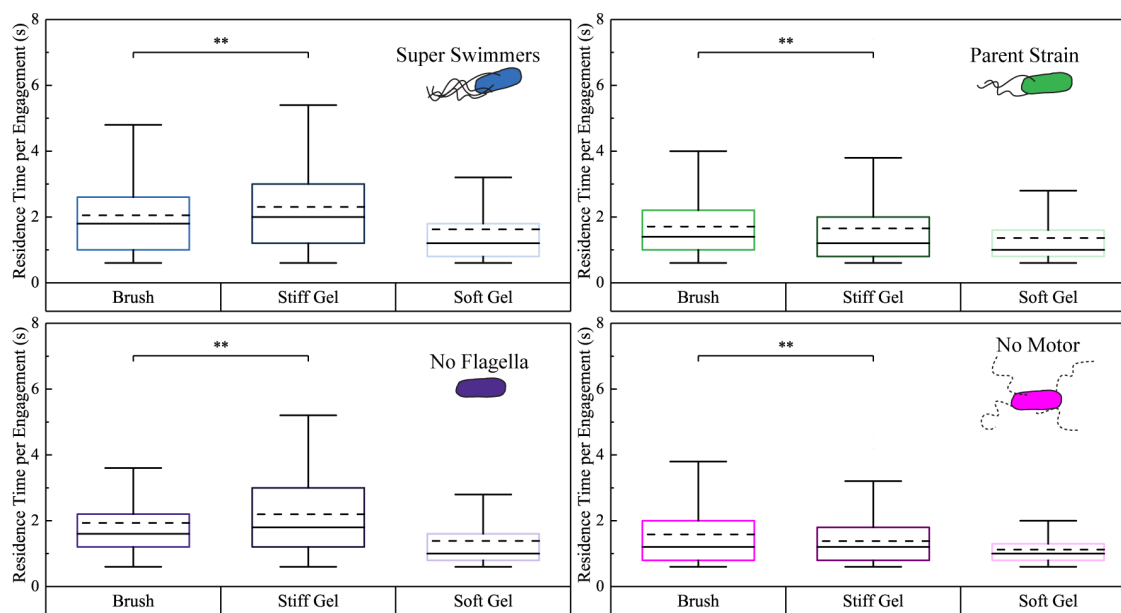 Residence Time per Engagement (s)
8
6
4
2
0
**
Super Swimmers
Brush
Stiff Gel
Soft Gel
Residence Time per Engagement (s)
8
6
4
2
0
**
Parent Strain
Brush
Stiff Gel
Soft Gel
Residence Time per Engagement (s)
8
6
4
2
0
**
No Flagella
Brush
Stiff Gel
Soft Gel
Residence Time per Engagement (s)
8
6
4
2
0
**
No Motor
Brush
Stiff Gel
Soft Gel